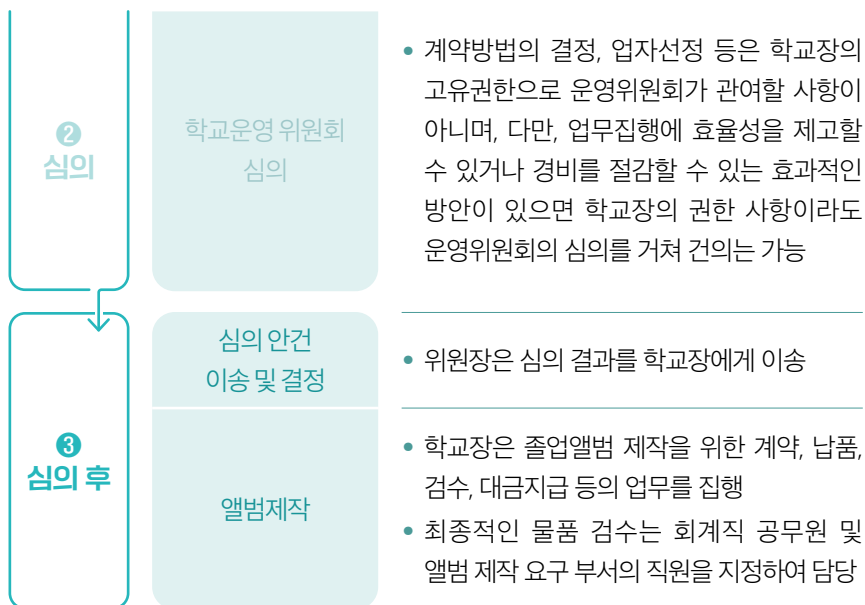 ❷
심의
학교운영 위원회
심의
• 계약방법의 결정, 업자선정 등은 학교장의
고유권한으로 운영위원회가 관여할 사항이
아니며, 다만, 업무집행에 효율성을 제고할
수 있거나 경비를 절감할 수 있는 효과적인
방안이 있으면 학교장의 권한 사항이라도
운영위원회의 심의를 거쳐 건의는 가능
❸
심의 후
심의 안건
이송 및 결정
• 위원장은 심의 결과를 학교장에게 이송
앨범제작
• 학교장은 졸업앨범 제작을 위한 계약, 납품,
검수, 대금지급 등의 업무를 집행
• 최종적인 물품 검수는 회계직 공무원 및
앨범 제작 요구 부서의 직원을 지정하여 담당